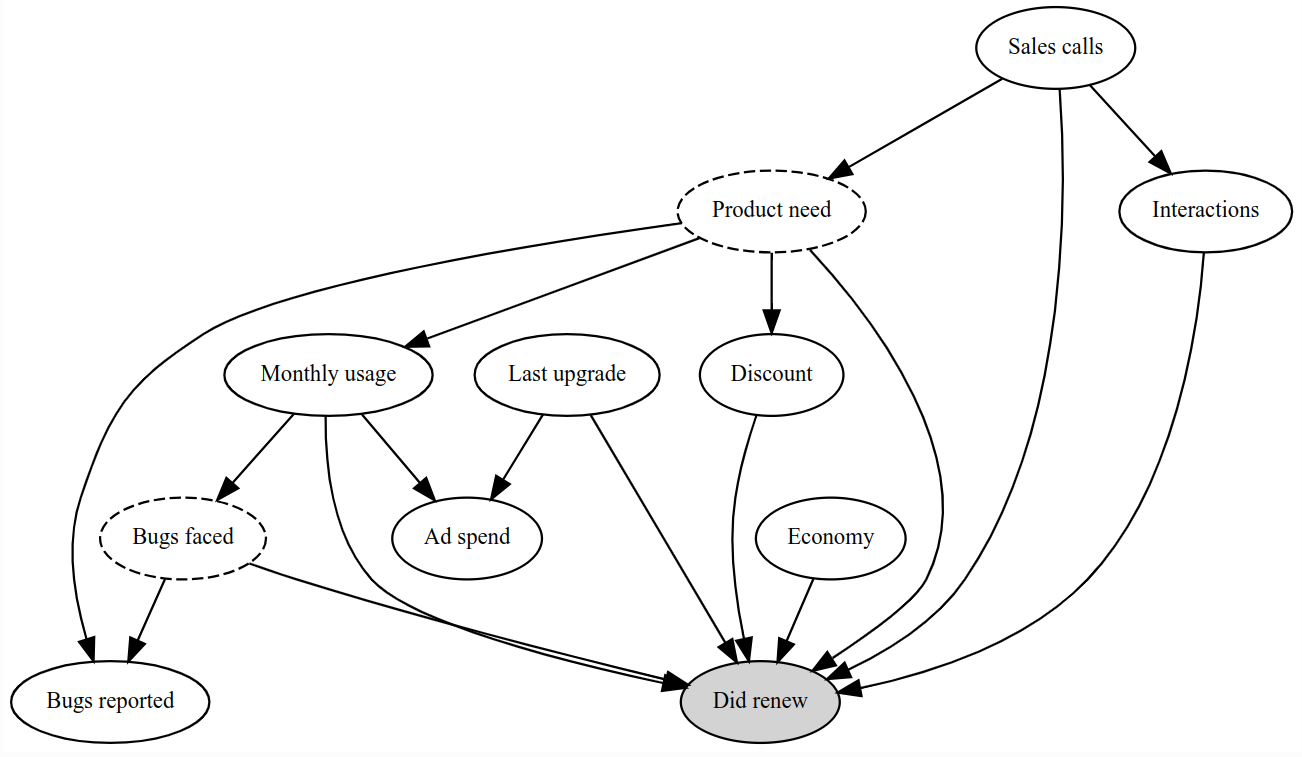 Sales calls
Product need
Interactions
Monthly usage
Last upgrade
Discount
Bugs faced
Ad spend
Economy
Bugs reported
Did renew